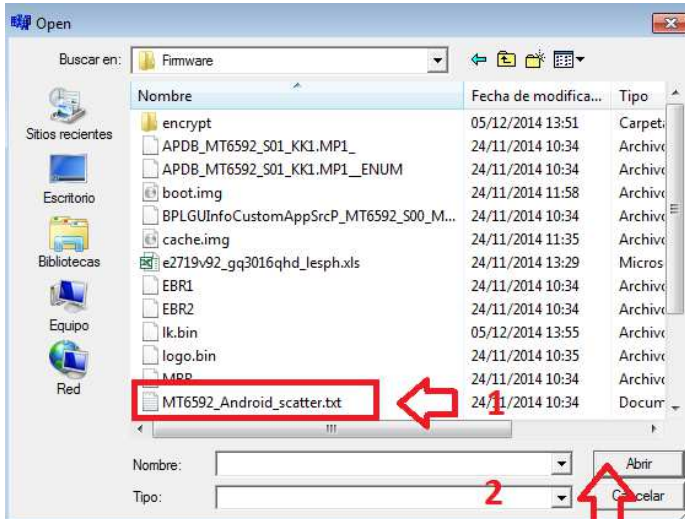 Open
Buscar en: Firmware
Nombre Fecha de modifica... Tipo
encrypt 05/12/2014 13:51 Carpet
APDB_MT6592_S01_KK1.MP1_ 24/11/2014 10:34 Archivo
APDB_MT6592_S01_KK1.MP1__ENUM 24/11/2014 10:34 Archivo
boot.img 24/11/2014 11:58 Archivo
BPLGUInfoCustomAppSrcP_MT6592_S00_M... 24/11/2014 10:34 Archivo
cache.img 24/11/2014 11:35 Archivo
e2719v92_gq3016qhd_lesph.xls 24/11/2014 13:29 Micros
EBR1 24/11/2014 10:34 Archivo
EBR2 24/11/2014 10:34 Archivo
lk.bin 05/12/2014 13:55 Archivo
logo.bin 24/11/2014 10:35 Archivo
MBR 24/11/2014 10:34 Archivo
MT6592_Android_scatter.txt 1 24/11/2014 10:34 Docum
Sitios recientes
Escritorio
Bibliotecas
Equipo
Red
Nombre: Abrir
Tipo: 2 Cancelar